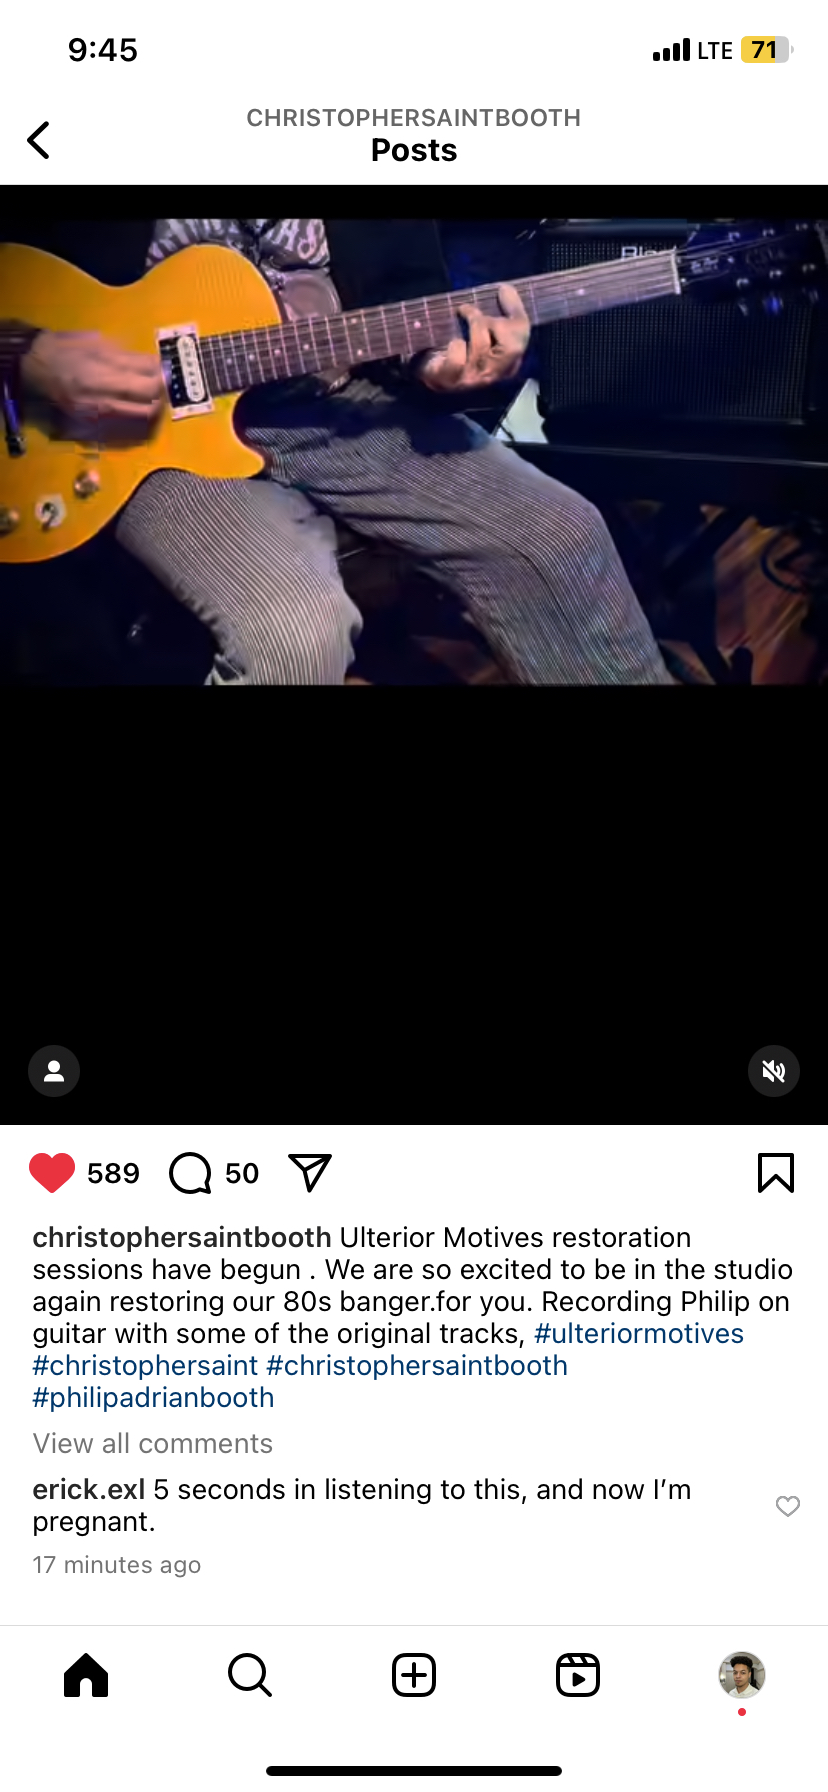 9:45
LTE 71
CHRISTOPHERSAINTBOOTH
Posts
589 50
christophersaintbooth Ulterior Motives restoration
sessions have begun . We are so excited to be in the studio
again restoring our 80s banger.for you. Recording Philip on
guitar with some of the original tracks, #ulteriormotives
#christophersaint #christophersaintbooth
#philipadrianbooth
View all comments
erick.exl 5 seconds in listening to this, and now I’m
pregnant.
17 minutes ago